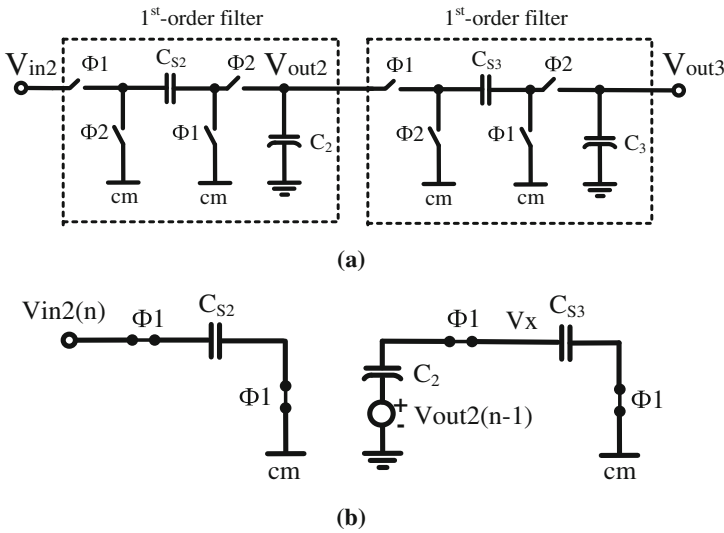 1st-order filter
1st-order filter
Vin2
Φ1
CS2
Φ2
Vout2
Φ1
CS3
Φ2
Vout3
Φ2
Φ1
C2
Φ2
Φ1
C3
cm
cm
cm
cm
(a)
Vin2(n)
Φ1
CS2
Φ1
cm
Φ1
Vx
CS3
C2
Φ1
+
Vout2(n-1)
-
cm
(b)